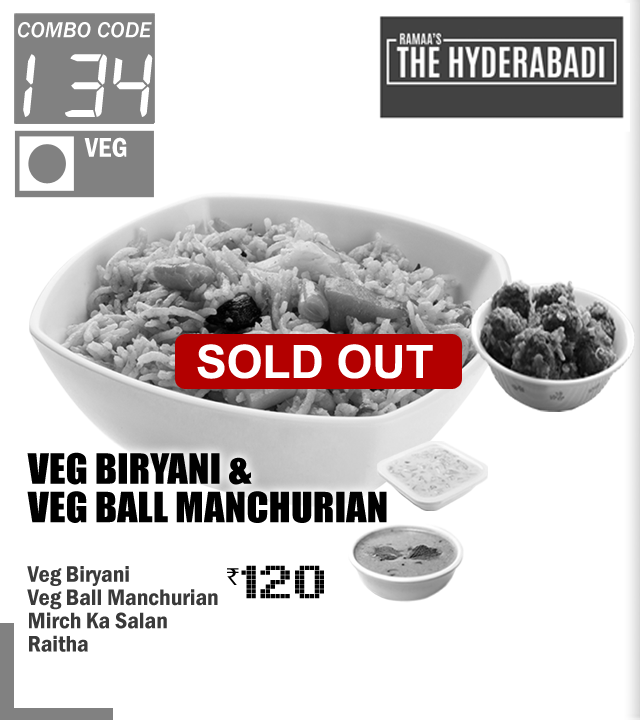 COMBO CODE
134
VEG
RAMAA'S
THE HYDERABADI
SOLD OUT
VEG BIRYANI &
VEG BALL MANCHURIAN
Veg Biryani
Veg Ball Manchurian
Mirch Ka Salan
Raitha
₹120